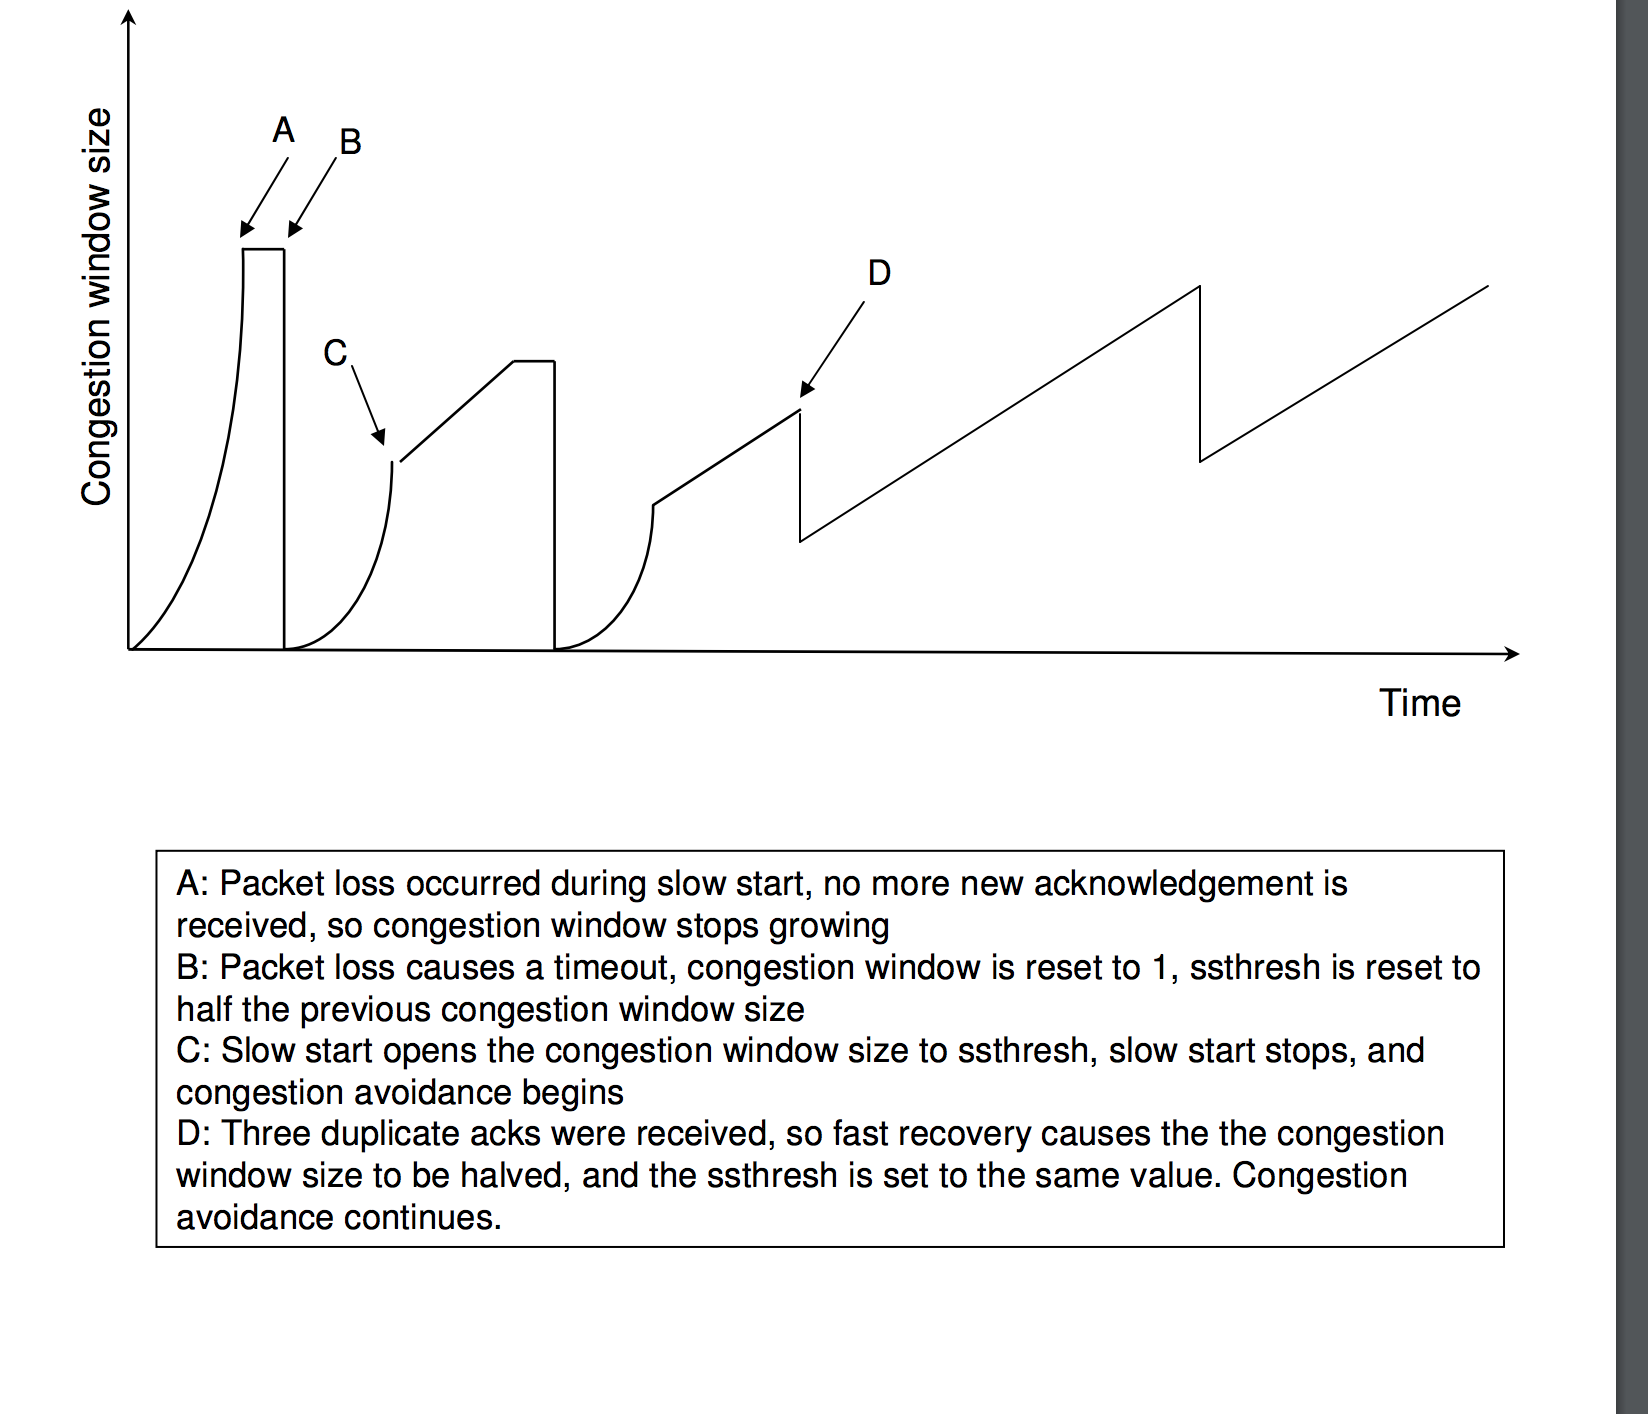 Congestion window size
A
B
C
D
Time
A: Packet loss occurred during slow start, no more new acknowledgement is
received, so congestion window stops growing
B: Packet loss causes a timeout, congestion window is reset to 1, ssthresh is reset to
half the previous congestion window size
C: Slow start opens the congestion window size to ssthresh, slow start stops, and
congestion avoidance begins
D: Three duplicate acks were received, so fast recovery causes the the congestion
window size to be halved, and the ssthresh is set to the same value. Congestion
avoidance continues.